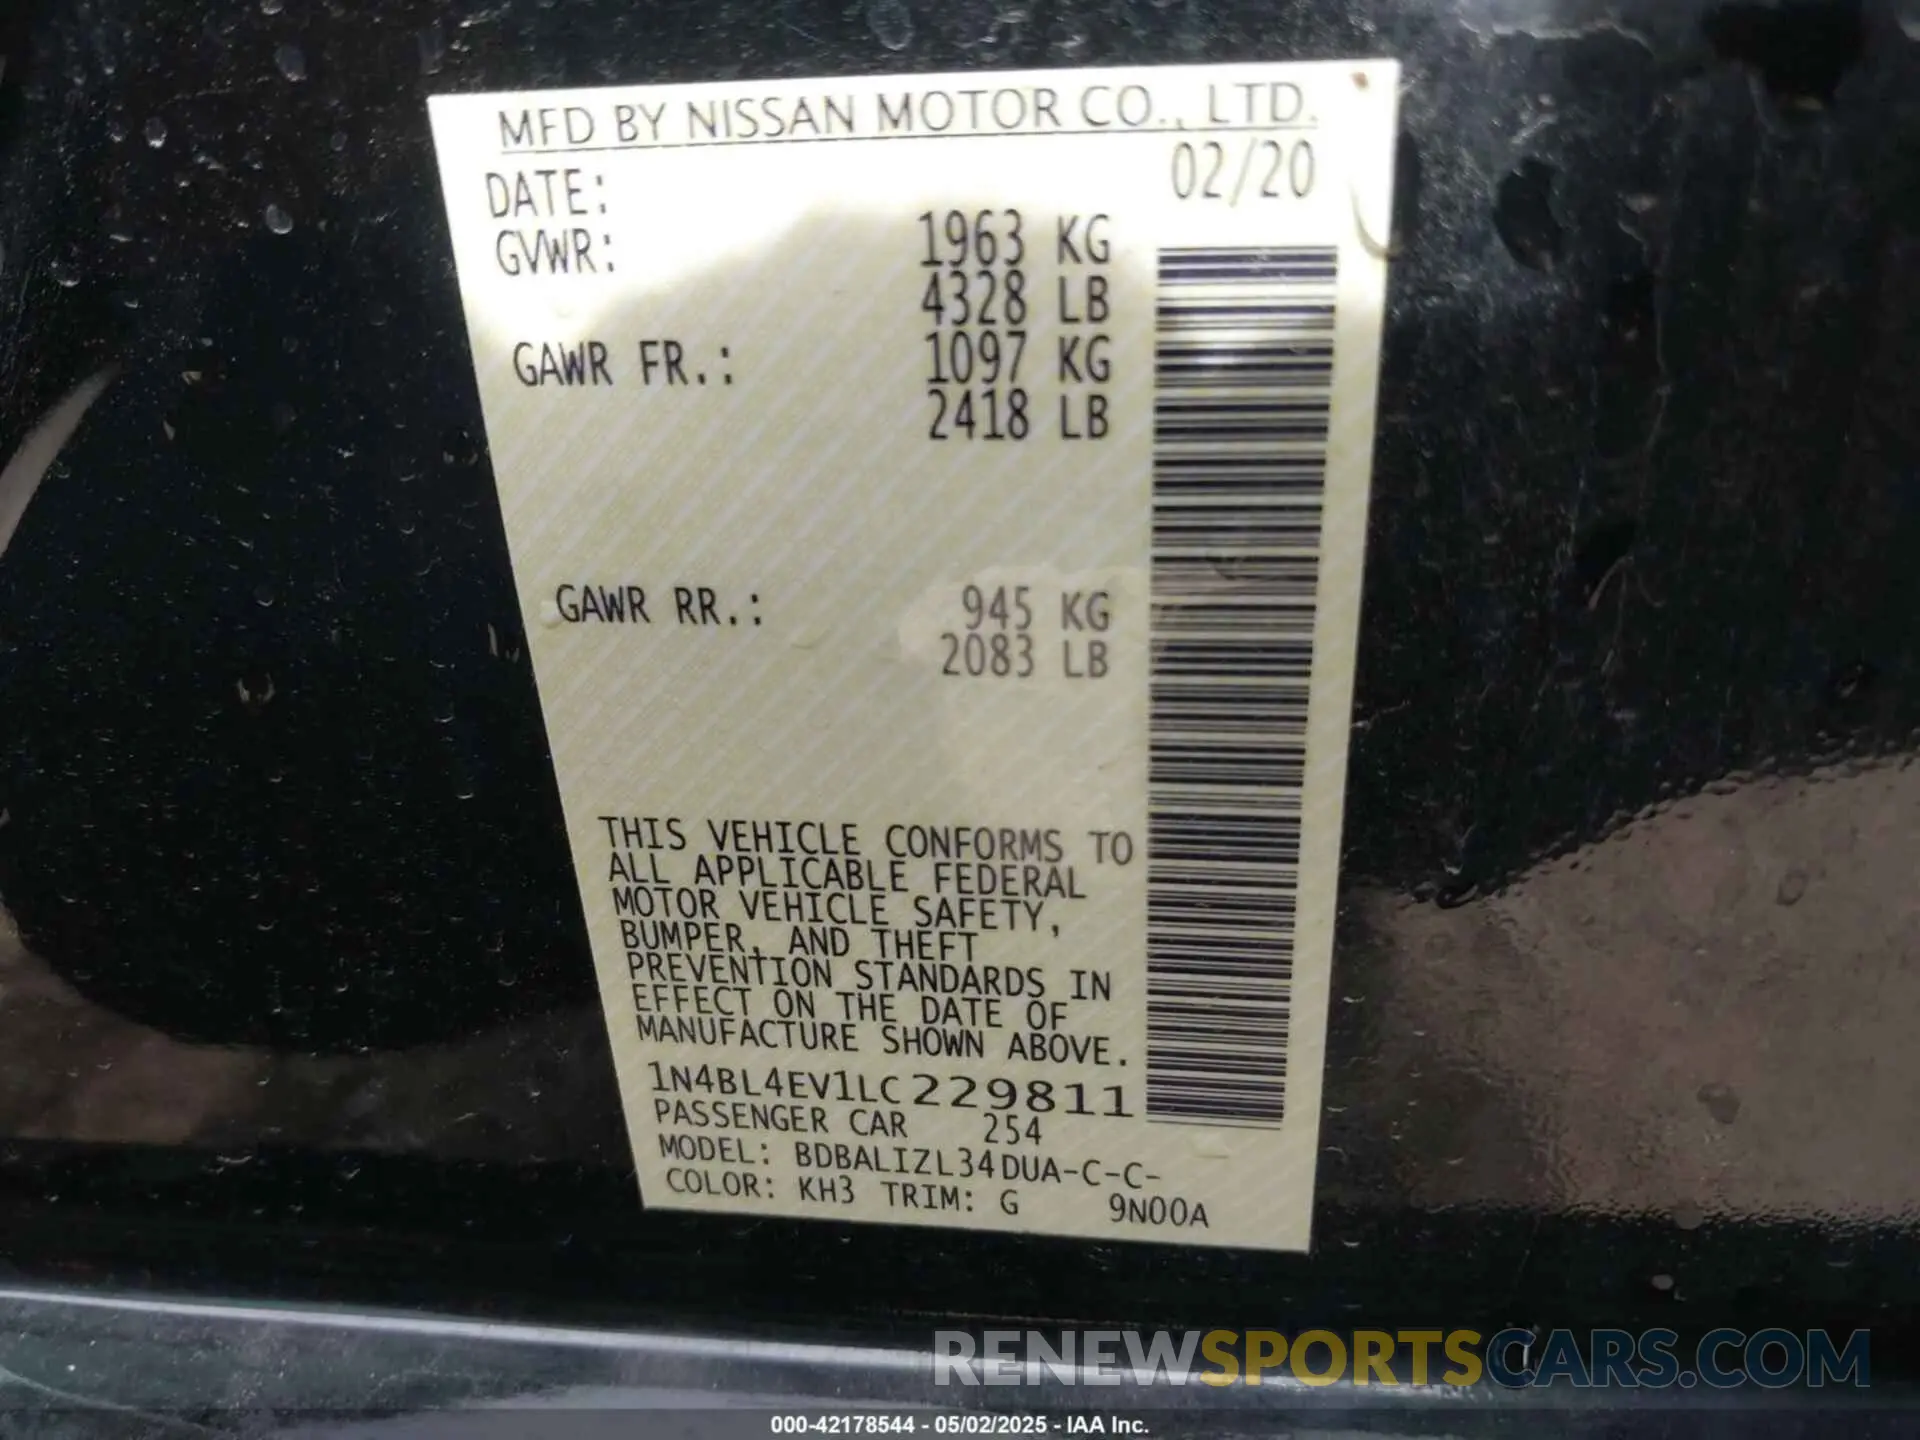 MFD BY NISSAN MOTOR CO., LTD.
DATE: 02/20
GVWR: 1963 KG
4328 LB
GAWR FR.: 1097 KG
2418 LB
GAWR RR.: 945 KG
2083 LB
THIS VEHICLE CONFORMS TO
ALL APPLICABLE FEDERAL
MOTOR VEHICLE SAFETY,
BUMPER, AND THEFT
PREVENTION STANDARDS IN
EFFECT ON THE DATE OF
MANUFACTURE SHOWN ABOVE.
1N4BL4EV1LC229811
PASSENGER CAR 254
MODEL: BDBALIZL34DUA-C-C-
COLOR: KH3 TRIM: G 9N00A
RENEWSPORTSCARS.COM
000-42178544 - 05/02/2025 - IAA Inc.